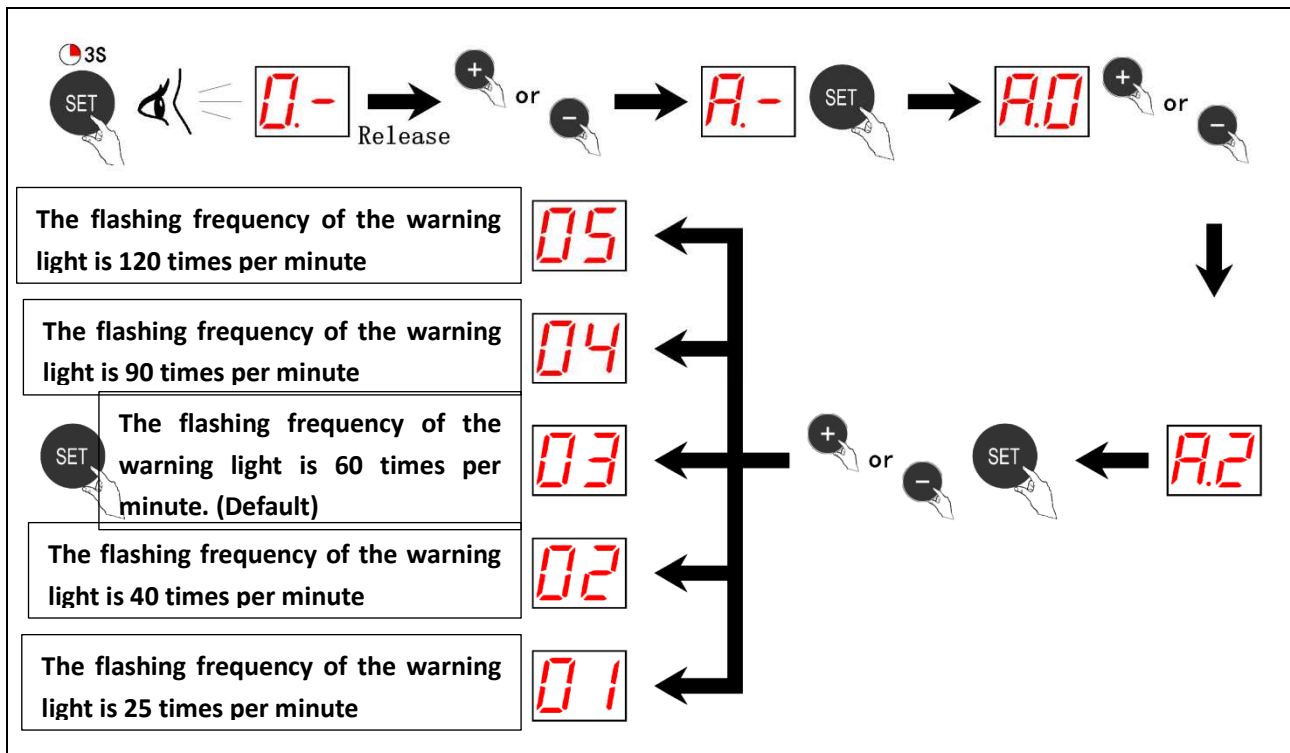 3S
SET
0.-
Release
+
or
-
A.-
SET
A.0
+
or
-
The flashing frequency of the warning
light is 120 times per minute
05
The flashing frequency of the warning
light is 90 times per minute
04
SET
The flashing frequency of the
warning light is 60 times per
minute. (Default)
03
+
or
-
SET
A.2
The flashing frequency of the warning
light is 40 times per minute
02
The flashing frequency of the warning
light is 25 times per minute
01